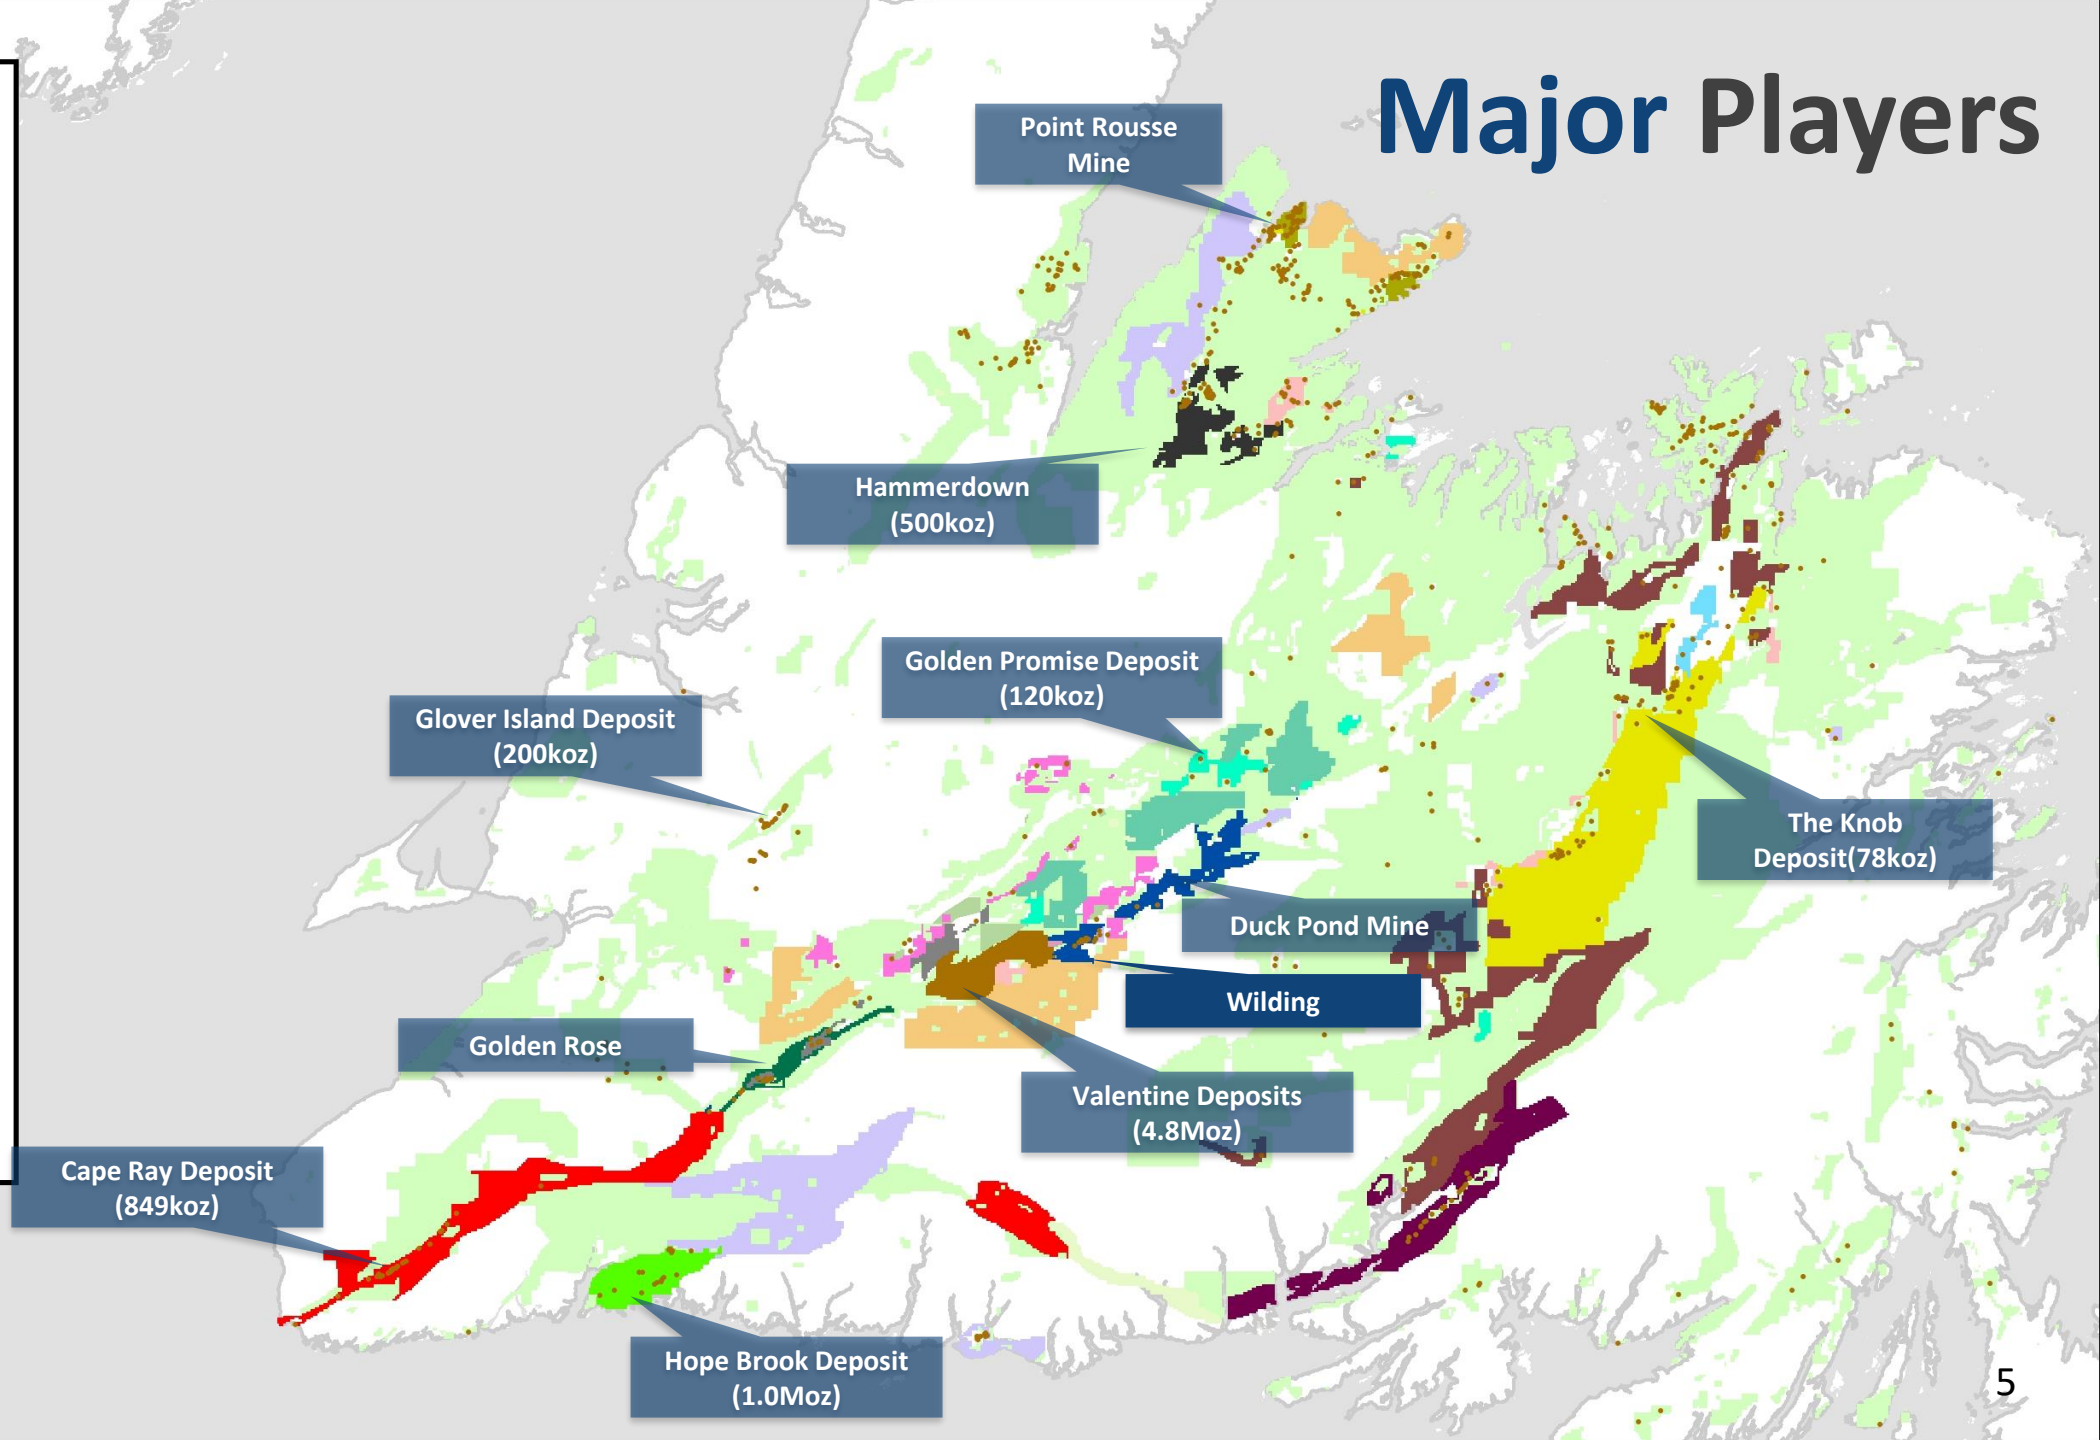 Major Players
Point Rousse
Mine
Hammerdown
(500koz)
Golden Promise Deposit
(120koz)
Glover Island Deposit
(200koz)
The Knob
Deposit(78koz)
Duck Pond Mine
Wilding
Golden Rose
Valentine Deposits
(4.8Moz)
Cape Ray Deposit
(849koz)
Hope Brook Deposit
(1.0Moz)
5